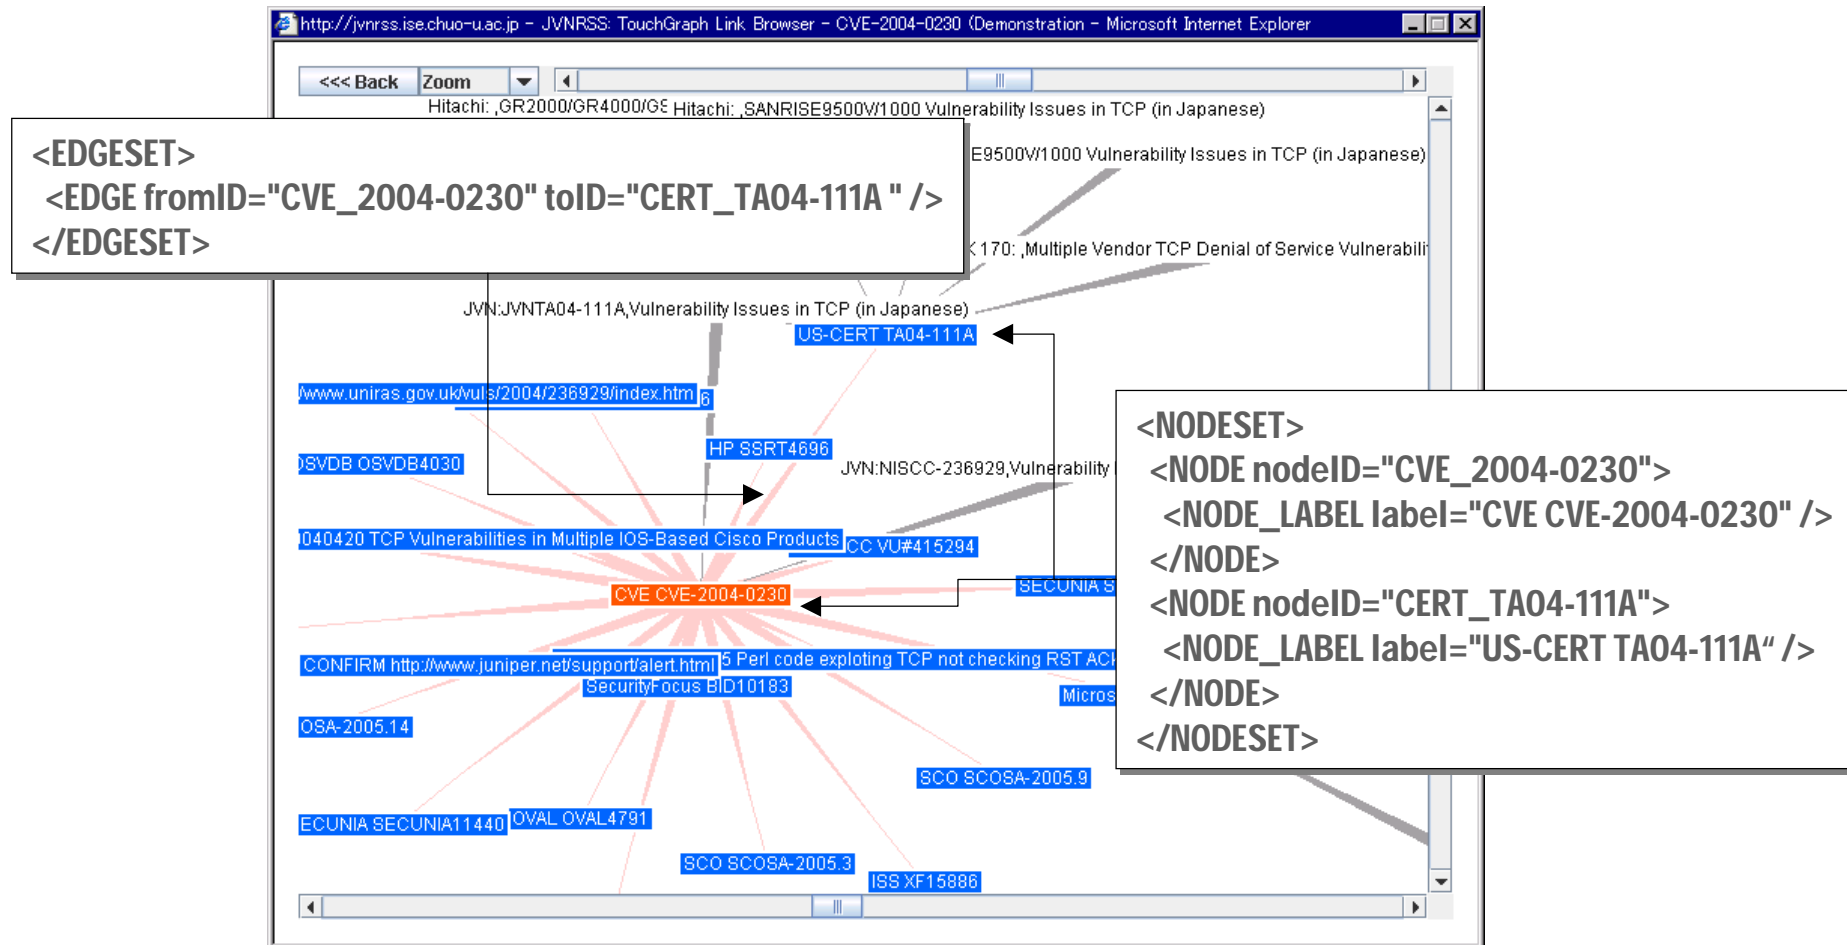 http://jvnrss.ise.chuo-u.ac.jp - JVNRSS: TouchGraph Link Browser - CVE-2004-0230 (Demonstration - Microsoft Internet Explorer
<<< Back Zoom
Hitachi: ,GR2000/GR4000/GS Hitachi: ,SANRISE9500V/1000 Vulnerability Issues in TCP (in Japanese)
E9500V/1000 Vulnerability Issues in TCP (in Japanese)
<EDGESET>
<EDGE fromID="CVE_2004-0230" toID="CERT_TA04-111A " />
</EDGESET>
170: ,Multiple Vendor TCP Denial of Service Vulnerabili
JVN:JVNTA04-111A,Vulnerability Issues in TCP (in Japanese)
US-CERT TA04-111A
/www.uniras.gov.uk/vuls/2004/236929/index.htm 6
HP SSRT4696
OSVDB OSVDB4030
JVN:NISCC-236929,Vulnerability
<NODESET>
<NODE nodeID="CVE_2004-0230">
<NODE_LABEL label="CVE CVE-2004-0230" />
</NODE>
<NODE nodeID="CERT_TA04-111A">
<NODE_LABEL label="US-CERT TA04-111A“ />
</NODE>
</NODESET>
040420 TCP Vulnerabilities in Multiple IOS-Based Cisco Products CC VU#415294
SECUNIA S
CVE CVE-2004-0230
CONFIRM http://www.juniper.net/support/alert.html 5 Perl code exploting TCP not checking RST ACK
SecurityFocus BID10183
Micros
OSA-2005.14
SCO SCOSA-2005.9
ECUNIA SECUNIA11440 OVAL OVAL4791
SCO SCOSA-2005.3
ISS XF15886